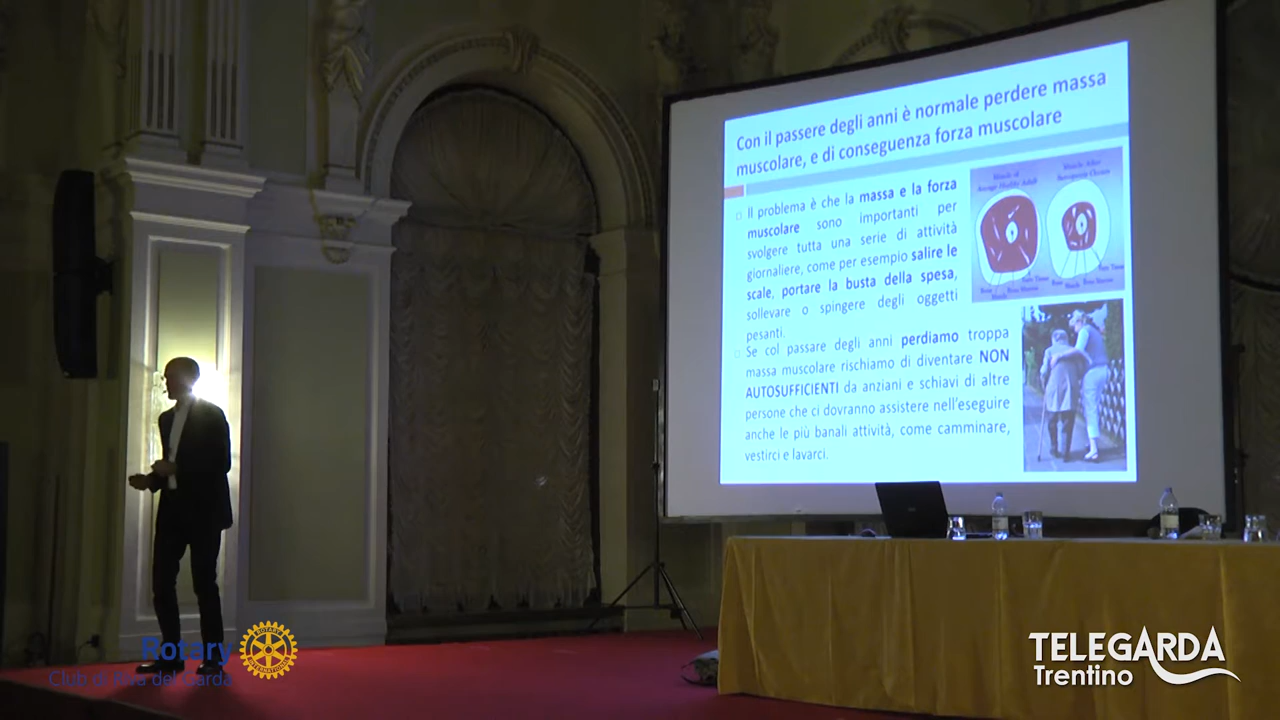 Con il passere degli anni è normale perdere massa
muscolare, e di conseguenza forza muscolare
Il problema è che la massa e la forza
muscolare sono importanti per
svolgere tutta una serie di attività
giornaliere, come per esempio salire le
scale, portare la busta della spesa,
sollevare o spingere degli oggetti
pesanti.
Se col passare degli anni perdiamo troppa
massa muscolare rischiamo di diventare NON
AUTOSUFFICIENTI da anziani e schiavi di altre
persone che ci dovranno assistere nell'eseguire
anche le più banali attività, come camminare,
vestirci e lavarci.
Rotary
Club di Riva del Garda
TELEGARDA
Trentino